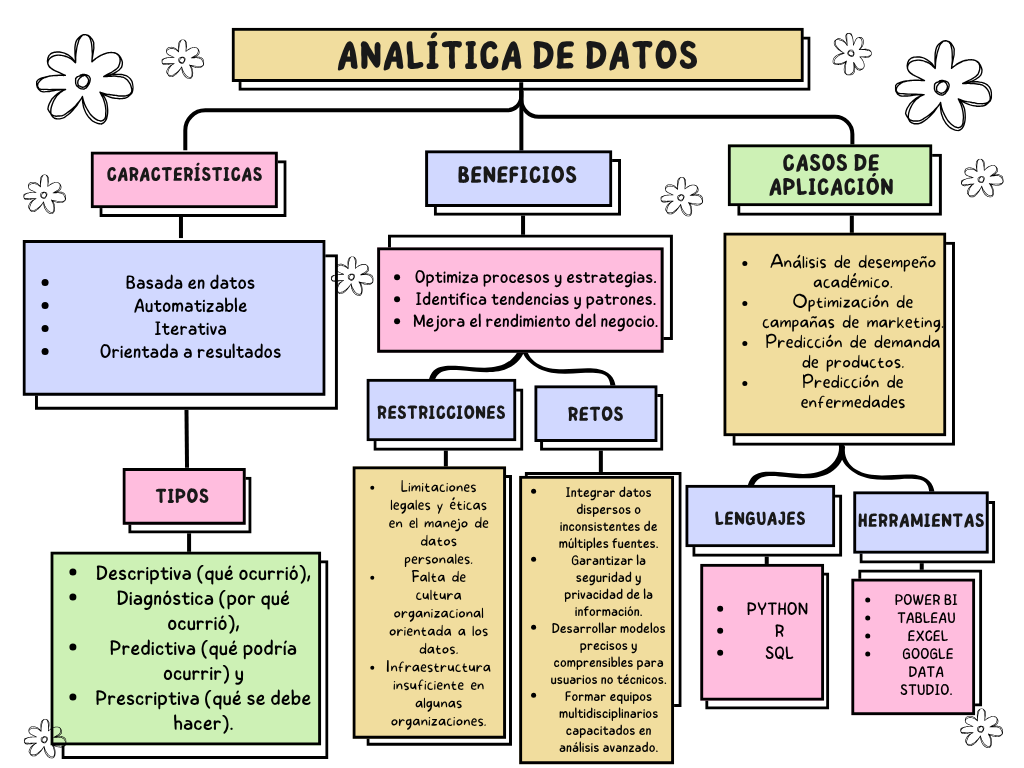 ANALÍTICA DE DATOS
CARACTERÍSTICAS
Basada en datos
Automatizable
Iterativa
Orientada a resultados
TIPOS
Descriptiva (qué ocurrió),
Diagnóstica (por qué
ocurrió),
Predictiva (qué podría
ocurrir) y
Prescriptiva (qué se debe
hacer).
BENEFICIOS
Optimiza procesos y estrategias.
Identifica tendencias y patrones.
Mejora el rendimiento del negocio.
RESTRICCIONES
Limitaciones
legales y éticas
en el manejo de
datos
personales.
Falta de
cultura
organizacional
orientada a los
datos.
Infraestructura
insuficiente en
algunas
organizaciones.
RETOS
Integrar datos
dispersos o
inconsistentes de
múltiples fuentes.
Garantizar la
seguridad y
privacidad de la
información.
Desarrollar modelos
precisos y
comprensibles para
usuarios no técnicos.
Formar equipos
multidisciplinarios
capacitados en
análisis avanzado.
CASOS DE
APLICACIÓN
Análisis de desempeño
académico.
Optimización de
campañas de marketing.
Predicción de demanda
de productos.
Predicción de
enfermedades
LENGUAJES
PYTHON
R
SQL
HERRAMIENTAS
POWER BI
TABLEAU
EXCEL
GOOGLE
DATA
STUDIO.